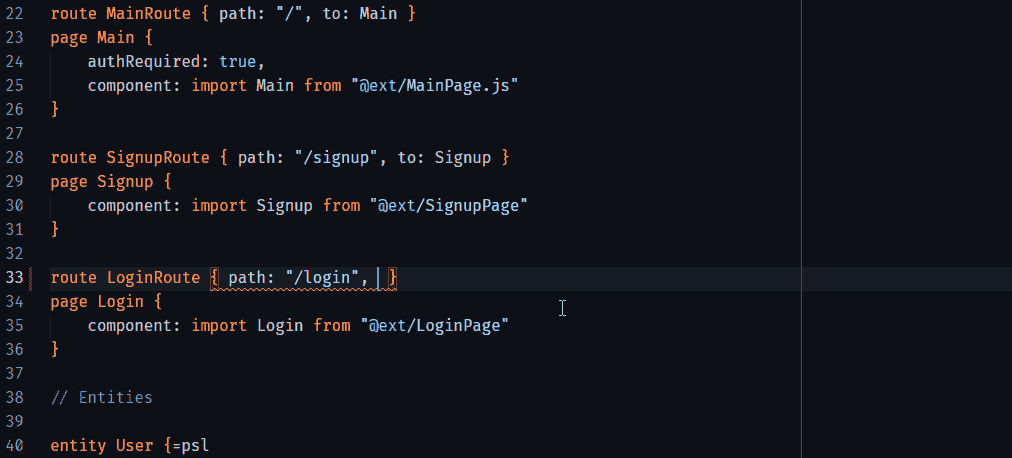 22 route MainRoute { path: "/", to: Main }
23 page Main {
24     authRequired: true,
25     component: import Main from "@ext/MainPage.js"
26 }
27
28 route SignupRoute { path: "/signup", to: Signup }
29 page Signup {
30     component: import Signup from "@ext/SignupPage"
31 }
32
33 route LoginRoute { path: "/login",  }
34 page Login {
35     component: import Login from "@ext/LoginPage"
36 }
37
38 // Entities
39
40 entity User {=psl